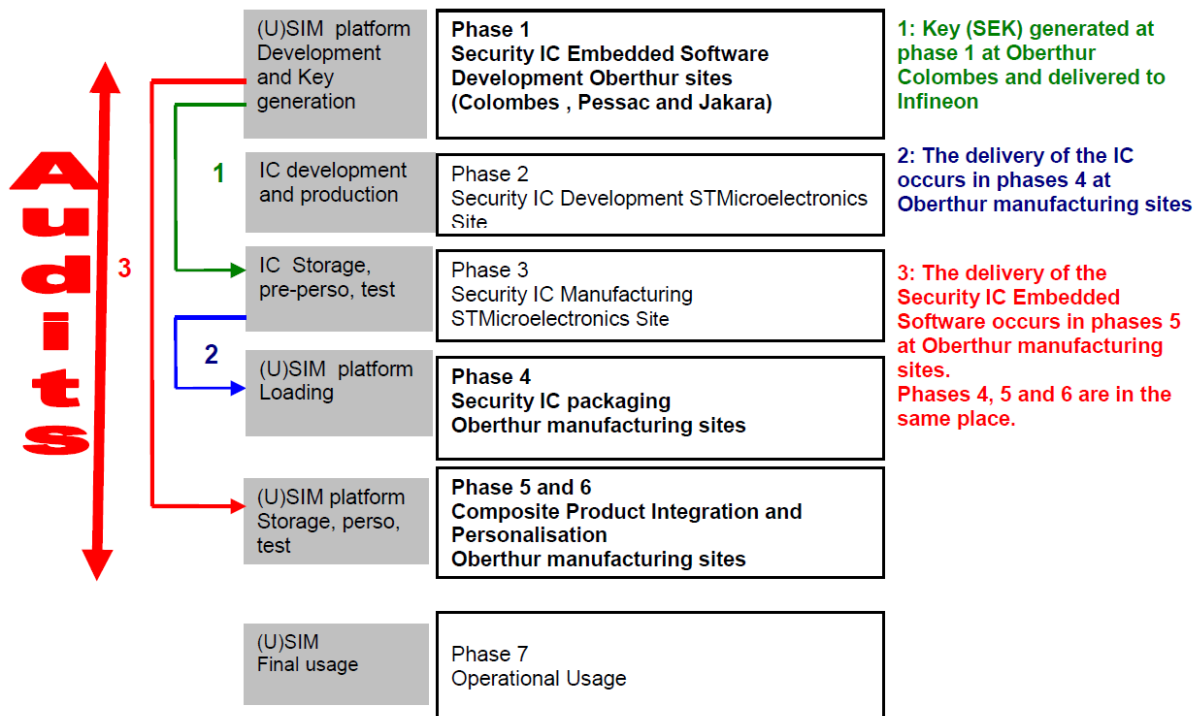 Audits
(U)SIM platform
Development
and Key
generation
Phase 1
Security IC Embedded Software
Development Oberthur sites
(Colombes , Pessac and Jakara)
1: Key (SEK) generated at
phase 1 at Oberthur
Colombes and delivered to
Infineon
1
IC development
and production
Phase 2
Security IC Development STMicroelectronics
Site
2: The delivery of the IC
occurs in phases 4 at
Oberthur manufacturing sites
3
IC Storage,
pre-perso, test
Phase 3
Security IC Manufacturing
STMicroelectronics Site
3: The delivery of the
Security IC Embedded
Software occurs in phases 5
at Oberthur manufacturing
sites.
Phases 4, 5 and 6 are in the
same place.
2
(U)SIM platform
Loading
Phase 4
Security IC packaging
Oberthur manufacturing sites
(U)SIM platform
Storage, perso,
test
Phase 5 and 6
Composite Product Integration and
Personalisation
Oberthur manufacturing sites
(U)SIM
Final usage
Phase 7
Operational Usage